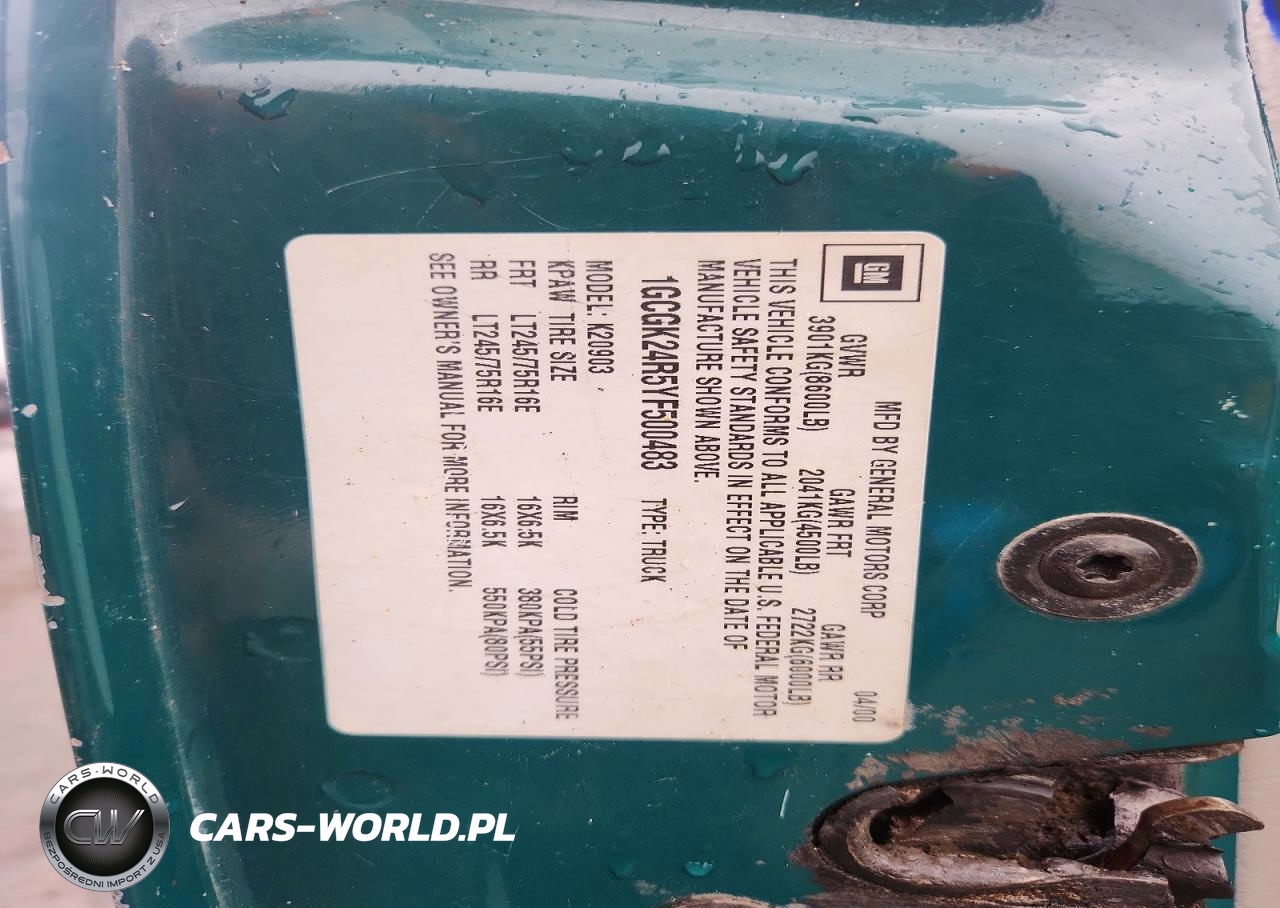 GM
MFD BY GENERAL MOTORS CORP 04/00
GVWR GAWR FRT GAWR RR
3901KG(8600LB) 2041KG(4500LB) 2722KG(6000LB)
THIS VEHICLE CONFORMS TO ALL APPLICABLE U.S. FEDERAL MOTOR
VEHICLE SAFETY STANDARDS IN EFFECT ON THE DATE OF
MANUFACTURE SHOWN ABOVE.
1GCGK24R5YF500483 TYPE: TRUCK
MODEL: K20903
KPAW TIRE SIZE RIM COLD TIRE PRESSURE
FRT LT245/75R16E 16X6.5K 380KPA(55PSI)
RR LT245/75R16E 16X6.5K 550KPA(80PSI)
SEE OWNER'S MANUAL FOR MORE INFORMATION.
CARS-WORLD
CW
BEZPOŚREDNI IMPORT Z USA
CARS-WORLD.PL